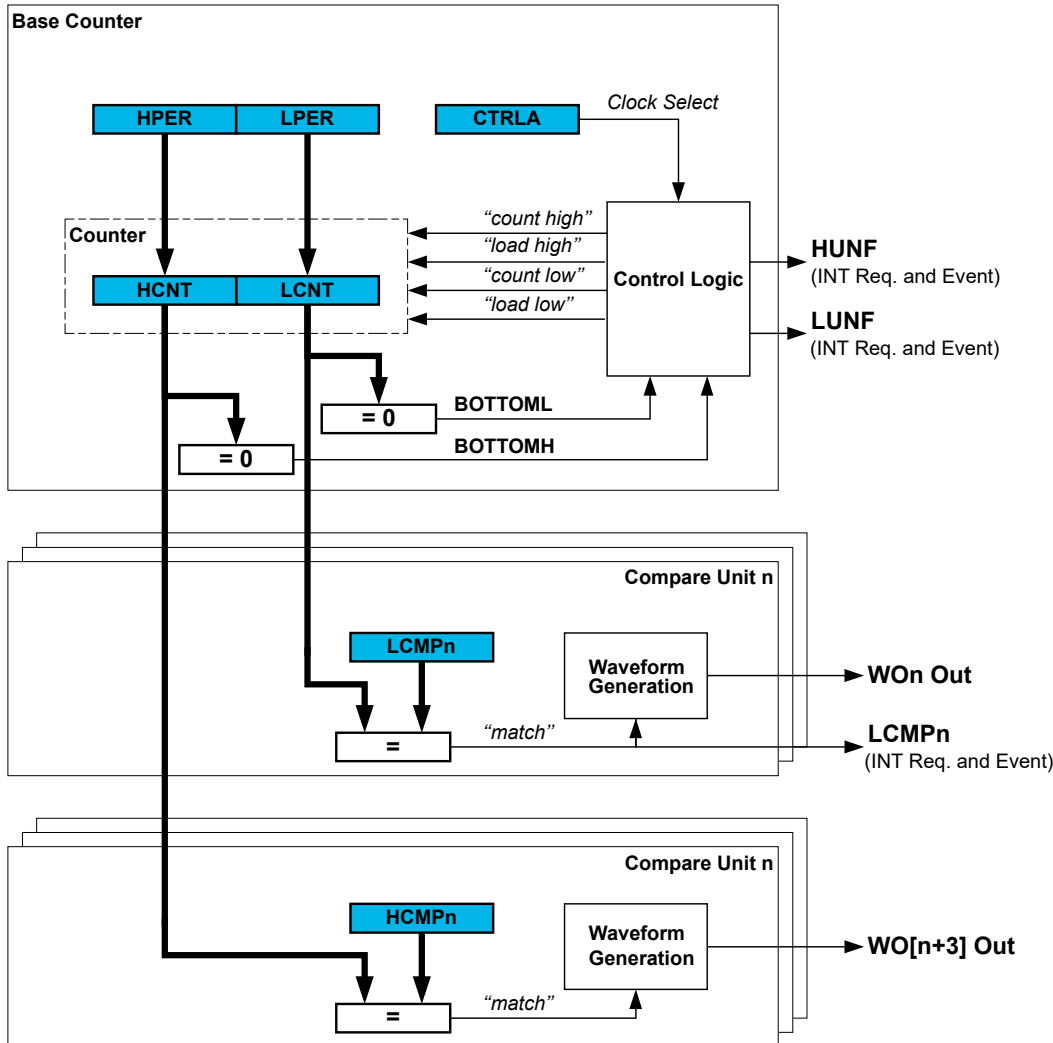 Base Counter
HPER LPER CTRLA
Clock Select
Counter
“count high”
“load high”
“count low”
“load low”
HCNT LCNT
Control Logic
HUNF
(INT Req. and Event)
LUNF
(INT Req. and Event)
= 0
BOTTOML
= 0
BOTTOMH
Compare Unit n
LCMPn
Waveform
Generation
WOn Out
=
“match”
LCMPn
(INT Req. and Event)
Compare Unit n
HCMPn
Waveform
Generation
WO[n+3] Out
=
“match”